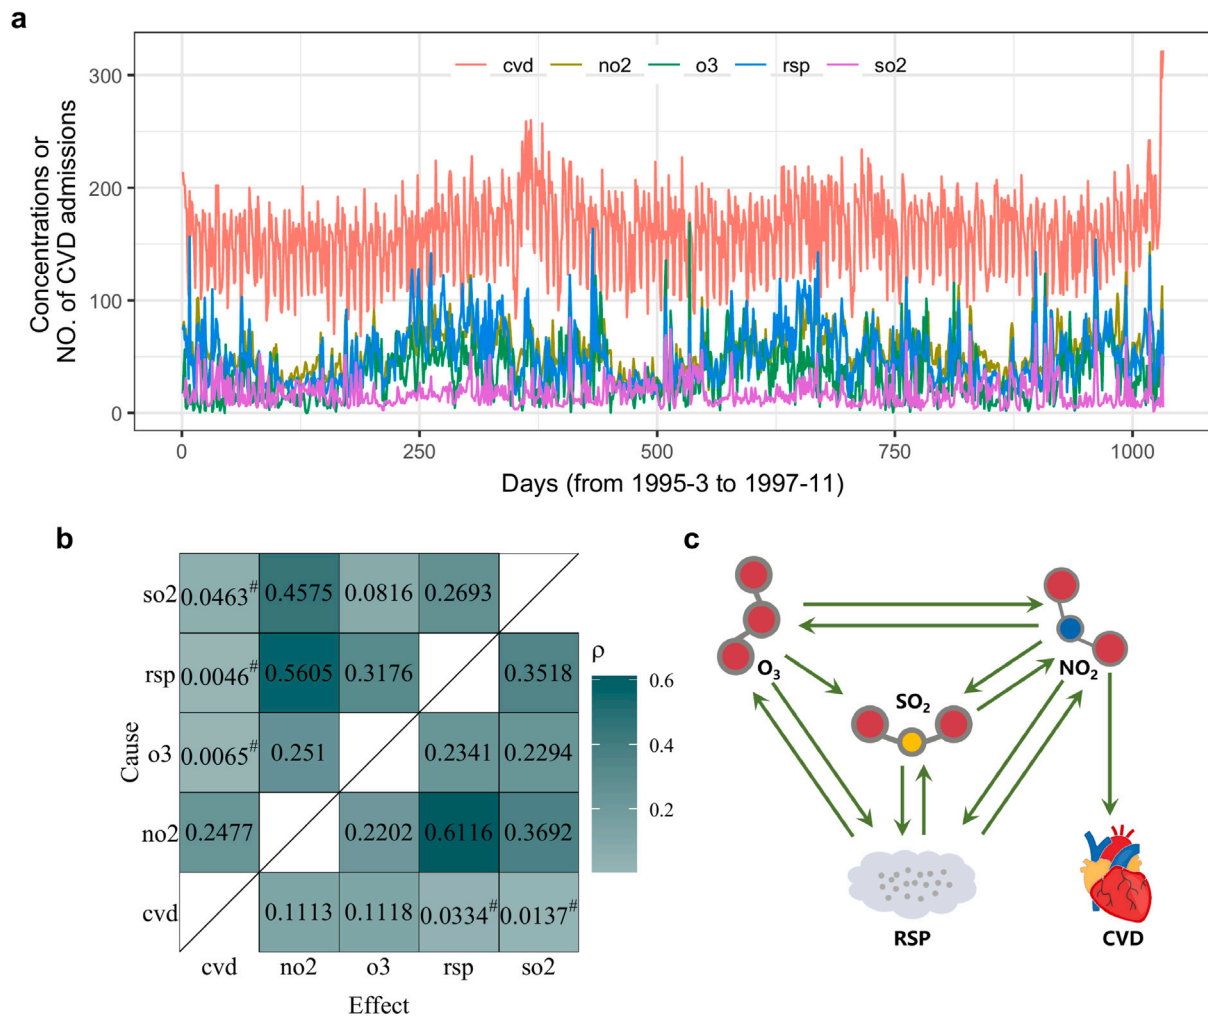 a
cvd no2 o3 rsp so2
Concentrations or
NO. of CVD admissions
300
200
100
0
0 250 500 750 1000
Days (from 1995-3 to 1997-11)
b
Cause
so2 0.0463# 0.4575 0.0816 0.2693
rsp 0.0046# 0.5605 0.3176 0.3518
o3 0.0065# 0.251 0.2341 0.2294
no2 0.2477 0.2202 0.6116 0.3692
cvd 0.1113 0.1118 0.0334# 0.0137#
cvd no2 o3 rsp so2
Effect
ρ
0.6
0.4
0.2
c
O₃
NO₂
SO₂
RSP
CVD